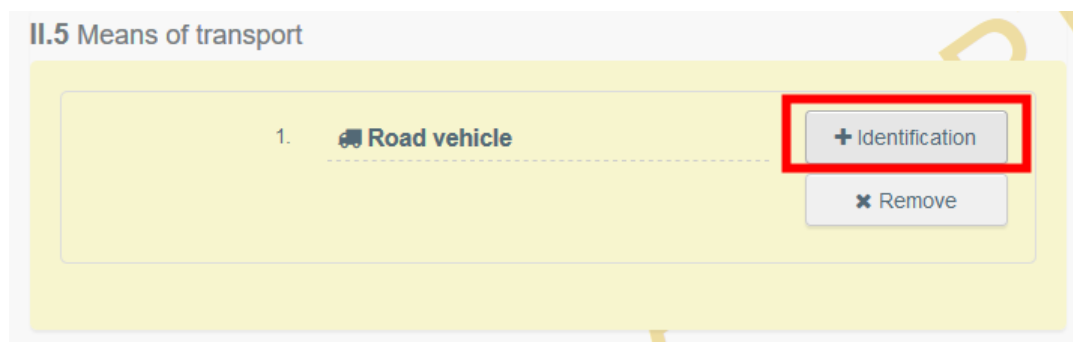 II.5 Means of transport
1. Road vehicle
+ Identification
✖ Remove